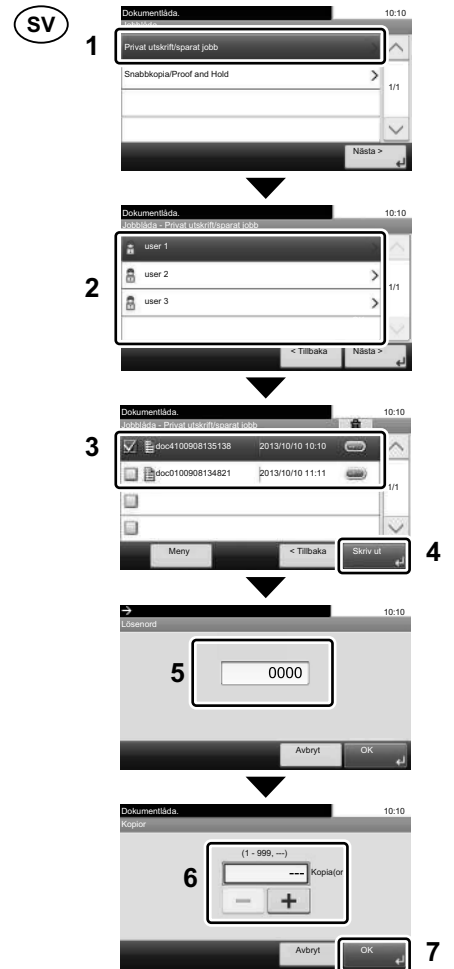 SV
Dokumentlåda. 10:10
Jobblåda
1
Privat utskrift/sparat jobb
Snabbkopia/Proof and Hold
1/1
Nästa >
Dokumentlåda. 10:10
Jobblåda - Privat utskrift/sparat jobb
2
user 1
user 2
user 3
1/1
< Tillbaka Nästa >
Dokumentlåda. 10:10
Jobblåda - Privat utskrift/sparat jobb
3
doc4100908135138 2013/10/10 10:10
doc0100908134821 2013/10/10 11:11
1/1
Meny < Tillbaka Skriv ut 4
10:10
Lösenord
5 0000
Avbryt OK
Dokumentlåda. 10:10
Kopior
(1 - 999, ---)
6 --- Kopia(or
Avbryt OK 7